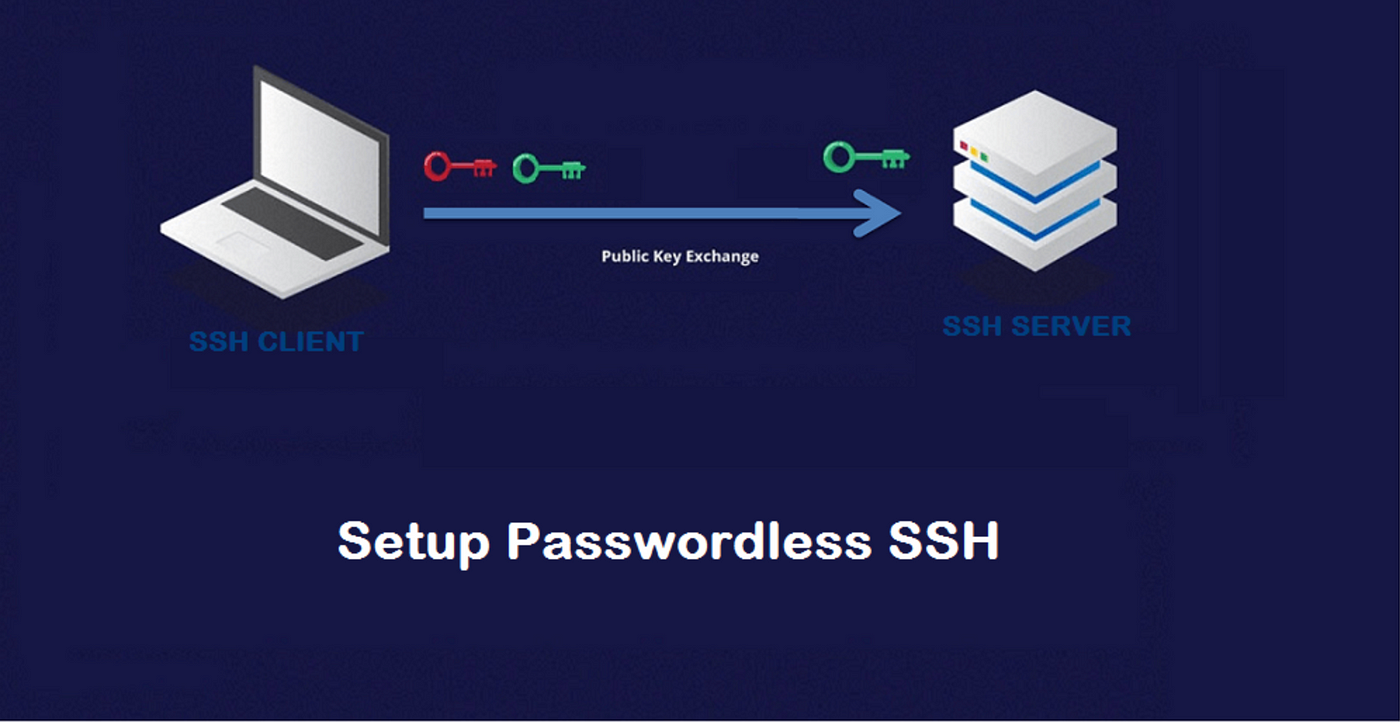 Public Key Exchange
SSH CLIENT
SSH SERVER
Setup Passwordless SSH